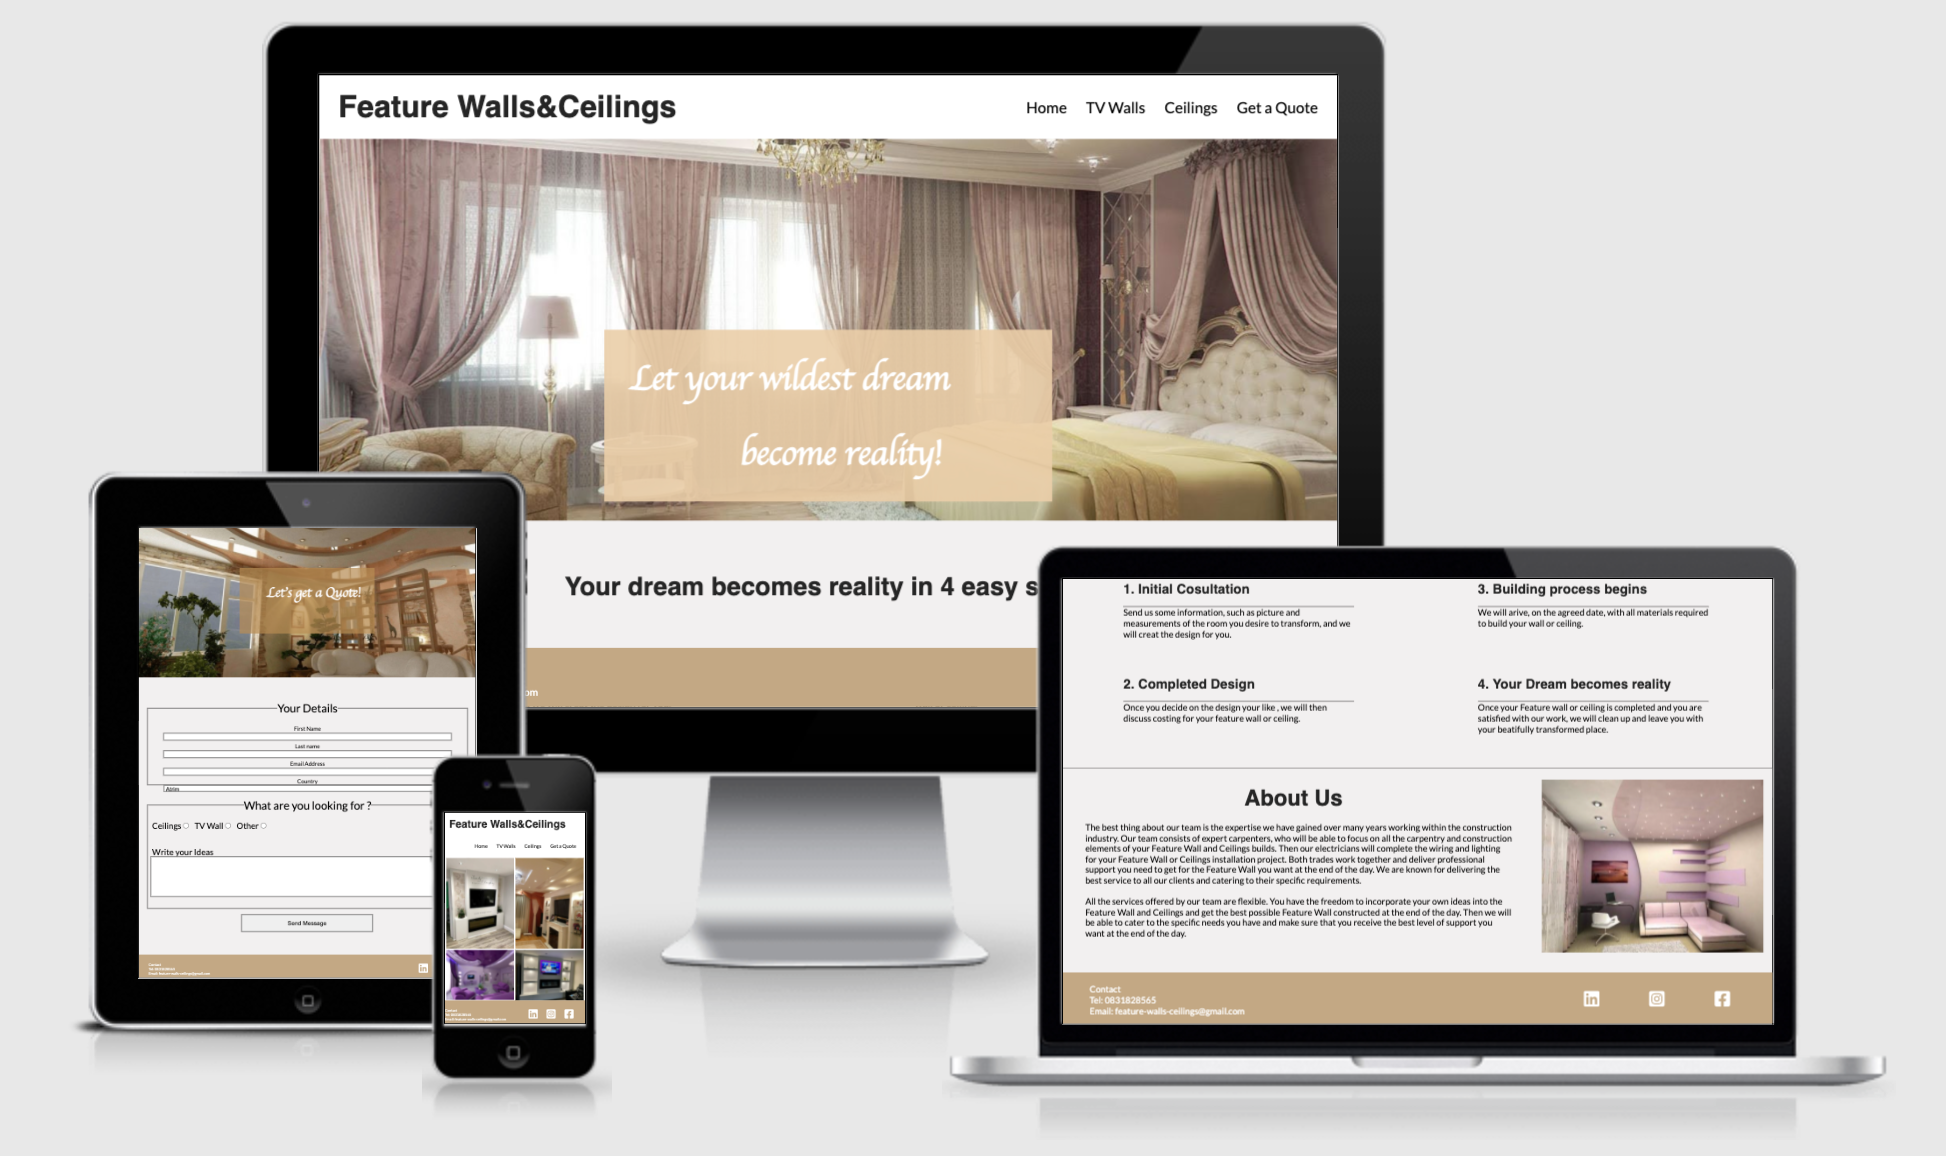 Feature Walls&Ceilings
Home TV Walls Ceilings Get a Quote
Let your wildest dream
become reality!
Your dream becomes reality in 4 easy s
om
Let's get a Quote!
Your Details
First Name
Last name
Email Address
Country
What are you looking for ?
Ceilings TV Wall Other
Write your Ideas
Send Message
Contact
Feature Walls&Ceilings
Home TV Walls Ceilings Get a Quote
1. Initial Cosultation
Send us some information, such as picture and
measurements of the room you desire to transform, and we
will creat the design for you.
2. Completed Design
Once you decide on the design your like , we will then
discuss costing for your feature wall or ceiling.
3. Building process begins
We will arive, on the agreed date, with all materials required
to build your wall or ceiling.
4. Your Dream becomes reality
Once your Feature wall or ceiling is completed and you are
satisfied with our work, we will clean up and leave you with
your beatifully transformed place.
About Us
The best thing about our team is the expertise we have gained over many years working within the construction
industry. Our team consists of expert carpenters, who will be able to focus on all the carpentry and construction
elements of your Feature Wall and Ceilings builds. Then our electricians will complete the wiring and lighting
for your Feature Wall or Ceilings installation project. Both trades work together and deliver professional
support you need to get for the Feature Wall you want at the end of the day. We are known for delivering the
best service to all our clients and catering to their specific requirements.
All the services offered by our team are flexible. You have the freedom to incorporate your own ideas into the
Feature Wall and Ceilings and get the best possible Feature Wall constructed at the end of the day. Then we will
be able to cater to the specific needs you have and make sure that you receive the best level of support you
want at the end of the day.
Contact
Tel: 0831828565
Email: feature-walls-ceilings@gmail.com